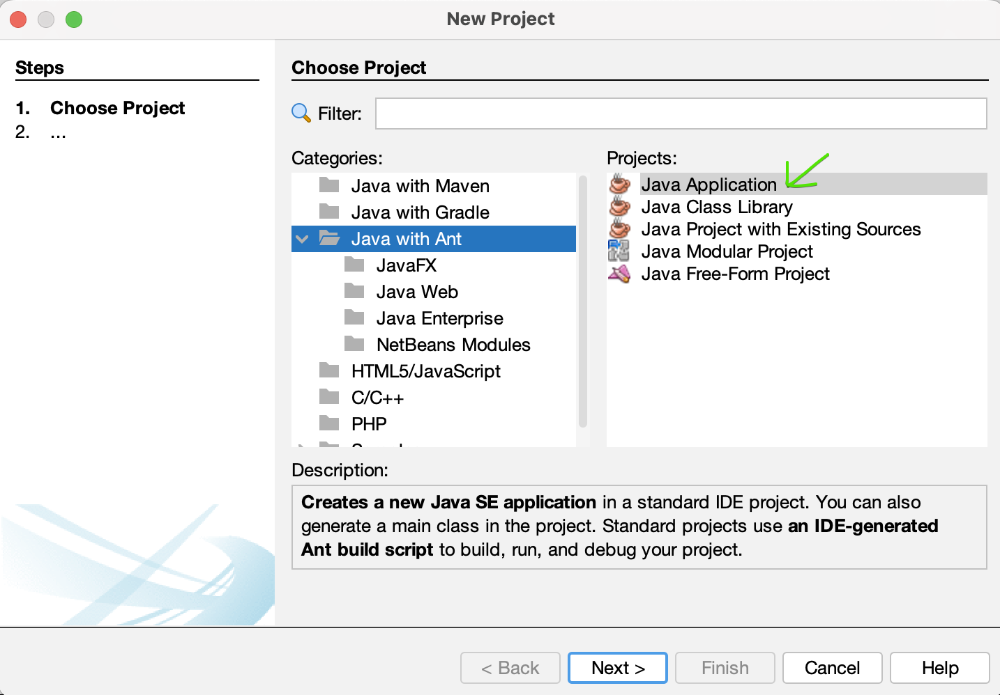 New Project
Steps
1. Choose Project
2. ...
Choose Project
Filter:
Categories:
Java with Maven
Java with Gradle
Java with Ant
JavaFX
Java Web
Java Enterprise
NetBeans Modules
HTML5/JavaScript
C/C++
PHP
Projects:
Java Application
Java Class Library
Java Project with Existing Sources
Java Modular Project
Java Free-Form Project
Description:
Creates a new Java SE application in a standard IDE project. You can also
generate a main class in the project. Standard projects use an IDE-generated
Ant build script to build, run, and debug your project.
< Back
Next >
Finish
Cancel
Help